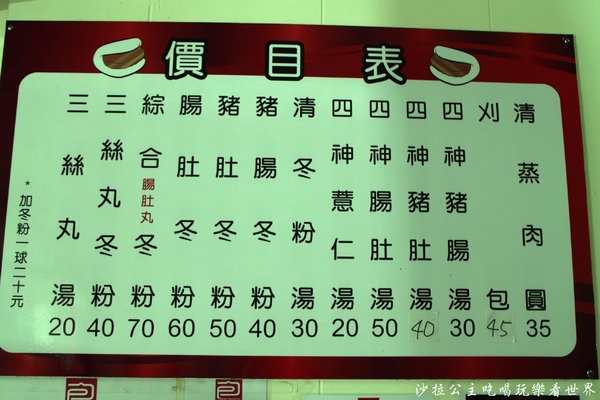 價目表
清蒸肉圓 35
刈包 45
四神豬腸湯 30
四神豬肚湯 40
四神腸肚湯 50
四神薏仁湯 20
清冬粉 湯 30
豬腸冬粉 40
豬肚冬粉 50
腸肚冬粉 60
綜合腸肚丸冬粉 70
三絲丸冬粉 40
三絲丸湯 20
*加冬粉一球二十元
沙拉公主吃喝玩樂看世界